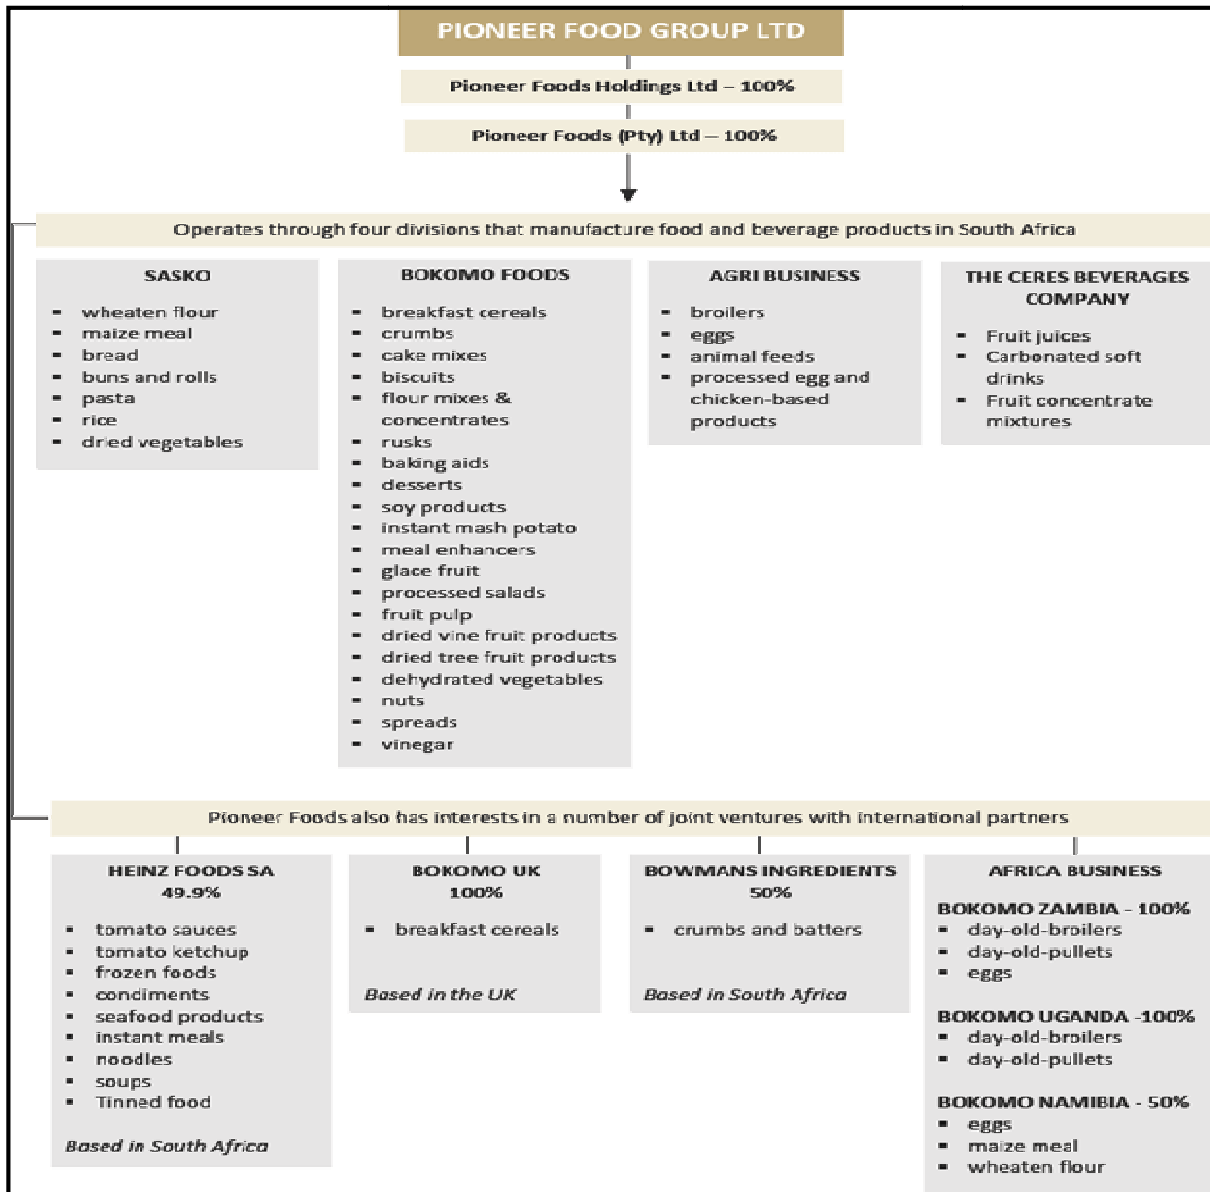 PIONEER FOOD GROUP LTD
Pioneer Foods Holdings Ltd – 100%
Pioneer Foods (Pty) Ltd – 100%
Operates through four divisions that manufacture food and beverage products in South Africa
SASKO
▪ wheaten flour
▪ maize meal
▪ bread
▪ buns and rolls
▪ pasta
▪ rice
▪ dried vegetables
BOKOMO FOODS
▪ breakfast cereals
▪ crumbs
▪ cake mixes
▪ biscuits
▪ flour mixes &
concentrates
▪ rusks
▪ baking aids
▪ desserts
▪ soy products
▪ instant mash potato
▪ meal enhancers
▪ glace fruit
▪ processed salads
▪ fruit pulp
▪ dried vine fruit products
▪ dried tree fruit products
▪ dehydrated vegetables
▪ nuts
▪ spreads
▪ vinegar
AGRI BUSINESS
▪ broilers
▪ eggs
▪ animal feeds
▪ processed egg and
chicken-based
products
THE CERES BEVERAGES
COMPANY
▪ Fruit juices
▪ Carbonated soft
drinks
▪ Fruit concentrate
mixtures
Pioneer Foods also has interests in a number of joint ventures with international partners
HEINZ FOODS SA
49.9%
▪ tomato sauces
▪ tomato ketchup
▪ frozen foods
▪ conciments
▪ seafood products
▪ instant meals
▪ noodles
▪ soups
▪ Tinned food
Based in South Africa
BOKOMO UK
100%
▪ breakfast cereals
Based in the UK
BOWMANS INGREDIENTS
50%
▪ crumbs and batters
Based in South Africa
AFRICA BUSINESS
BOKOMO ZAMBIA - 100%
▪ day-old-broilers
▪ day-old-pullets
▪ eggs
BOKOMO UGANDA -100%
▪ day-old-broilers
▪ day-old-pullets
BOKOMO NAMIBIA - 50%
▪ eggs
▪ maize meal
▪ wheaten flour